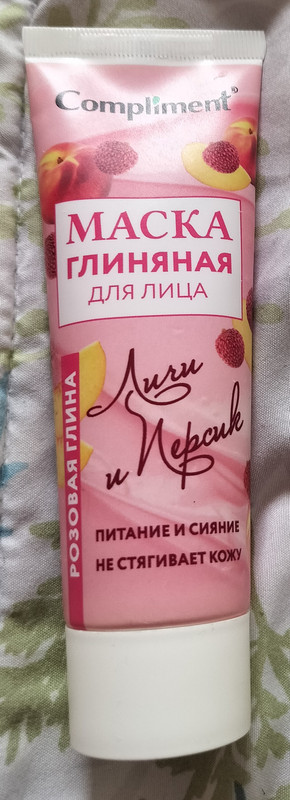 Compliment®
МАСКА
ГЛИНЯНАЯ
ДЛЯ ЛИЦА
РОЗОВАЯ ГЛИНА
Личи
и Персик
ПИТАНИЕ И СИЯНИЕ
НЕ СТЯГИВАЕТ КОЖУ